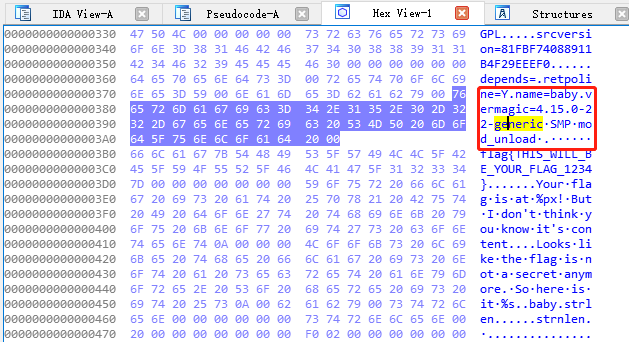 IDA View-A Pseudocode-A Hex View-1 Structures
0000000000000330 47 50 4C 00 00 00 00 00 73 72 63 76 65 72 73 69 GPL.....srcversi
0000000000000340 6F 6E 3D 38 31 46 42 46 37 34 30 38 38 39 31 31 on=81FBF74088911
0000000000000350 42 34 46 32 39 45 45 45 46 30 00 00 00 00 00 00 B4F29EEEF0......
0000000000000360 64 65 70 65 6E 64 73 3D 00 72 65 74 70 6F 6C 69 depends=.retpoli
0000000000000370 6E 65 3D 59 00 6E 61 6D 65 3D 62 61 62 79 00 76 ne=Y.name=baby.v
0000000000000380 65 72 6D 61 67 69 63 3D 34 2E 31 35 2E 30 2D 32 ermagic=4.15.0-2
0000000000000390 32 2D 67 65 6E 65 72 69 63 20 53 4D 50 20 6D 6F 2-generic SMP mo
00000000000003A0 64 5F 75 6E 6C 6F 61 64 20 00 d_unload .......
00000000000003B0 66 6C 61 67 7B 54 48 49 53 5F 57 49 4C 4C 5F 42 flag{THIS_WILL_B
00000000000003C0 45 5F 59 4F 55 52 5F 46 4C 41 47 5F 31 32 33 34 E_YOUR_FLAG_1234
00000000000003D0 7D 00 00 00 00 00 00 00 59 6F 75 72 20 66 6C 61 }.......Your fla
00000000000003E0 67 20 69 73 20 61 74 20 25 70 78 21 20 42 75 74 g is at %px! But
00000000000003F0 20 49 20 64 6F 6E 27 74 20 74 68 69 6E 6B 20 79 I don't think y
0000000000000400 6F 75 20 6B 6E 6F 77 20 69 74 27 73 20 63 6F 6E ou know it's con
0000000000000410 74 65 6E 74 0A 00 00 00 4C 6F 6F 6B 73 20 6C 69 tent....Looks li
0000000000000420 6B 65 20 74 68 65 20 66 6C 61 67 20 69 73 20 6E ke the flag is n
0000000000000430 6F 74 20 61 20 73 65 63 72 65 74 20 61 6E 79 6D ot a secret anym
0000000000000440 6F 72 65 2E 20 53 6F 20 68 65 72 65 20 69 73 20 ore. So here is
0000000000000450 69 74 20 25 73 0A 00 62 61 62 79 00 73 74 72 6C it %s..baby.strl
0000000000000460 65 6E 00 00 00 00 00 00 73 74 72 6E 6C 65 6E 00 en......strnlen.
0000000000000470 20 00 00 00 00 00 00 00 F0 02 00 00 00 00 00 00 ...............